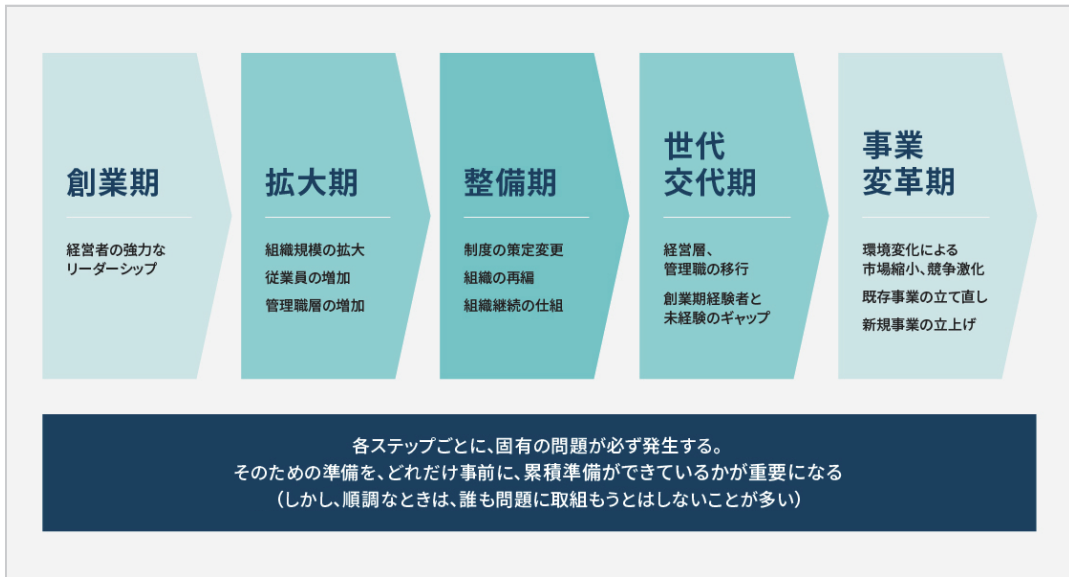 創業期
経営者の強力な
リーダーシップ
拡大期
組織規模の拡大
従業員の増加
管理職層の増加
整備期
制度の策定変更
組織の再編
組織継続の仕組
世代
交代期
経営層、
管理職の移行
創業期経験者と
未経験のギャップ
事業
変革期
環境変化による
市場縮小、競争激化
既存事業の立て直し
新規事業の立上げ
各ステップごとに、固有の問題が必ず発生する。
そのための準備を、どれだけ事前に、累積準備ができているかが重要になる
(しかし、順調なときは、誰も問題に取組もうとはしないことが多い)